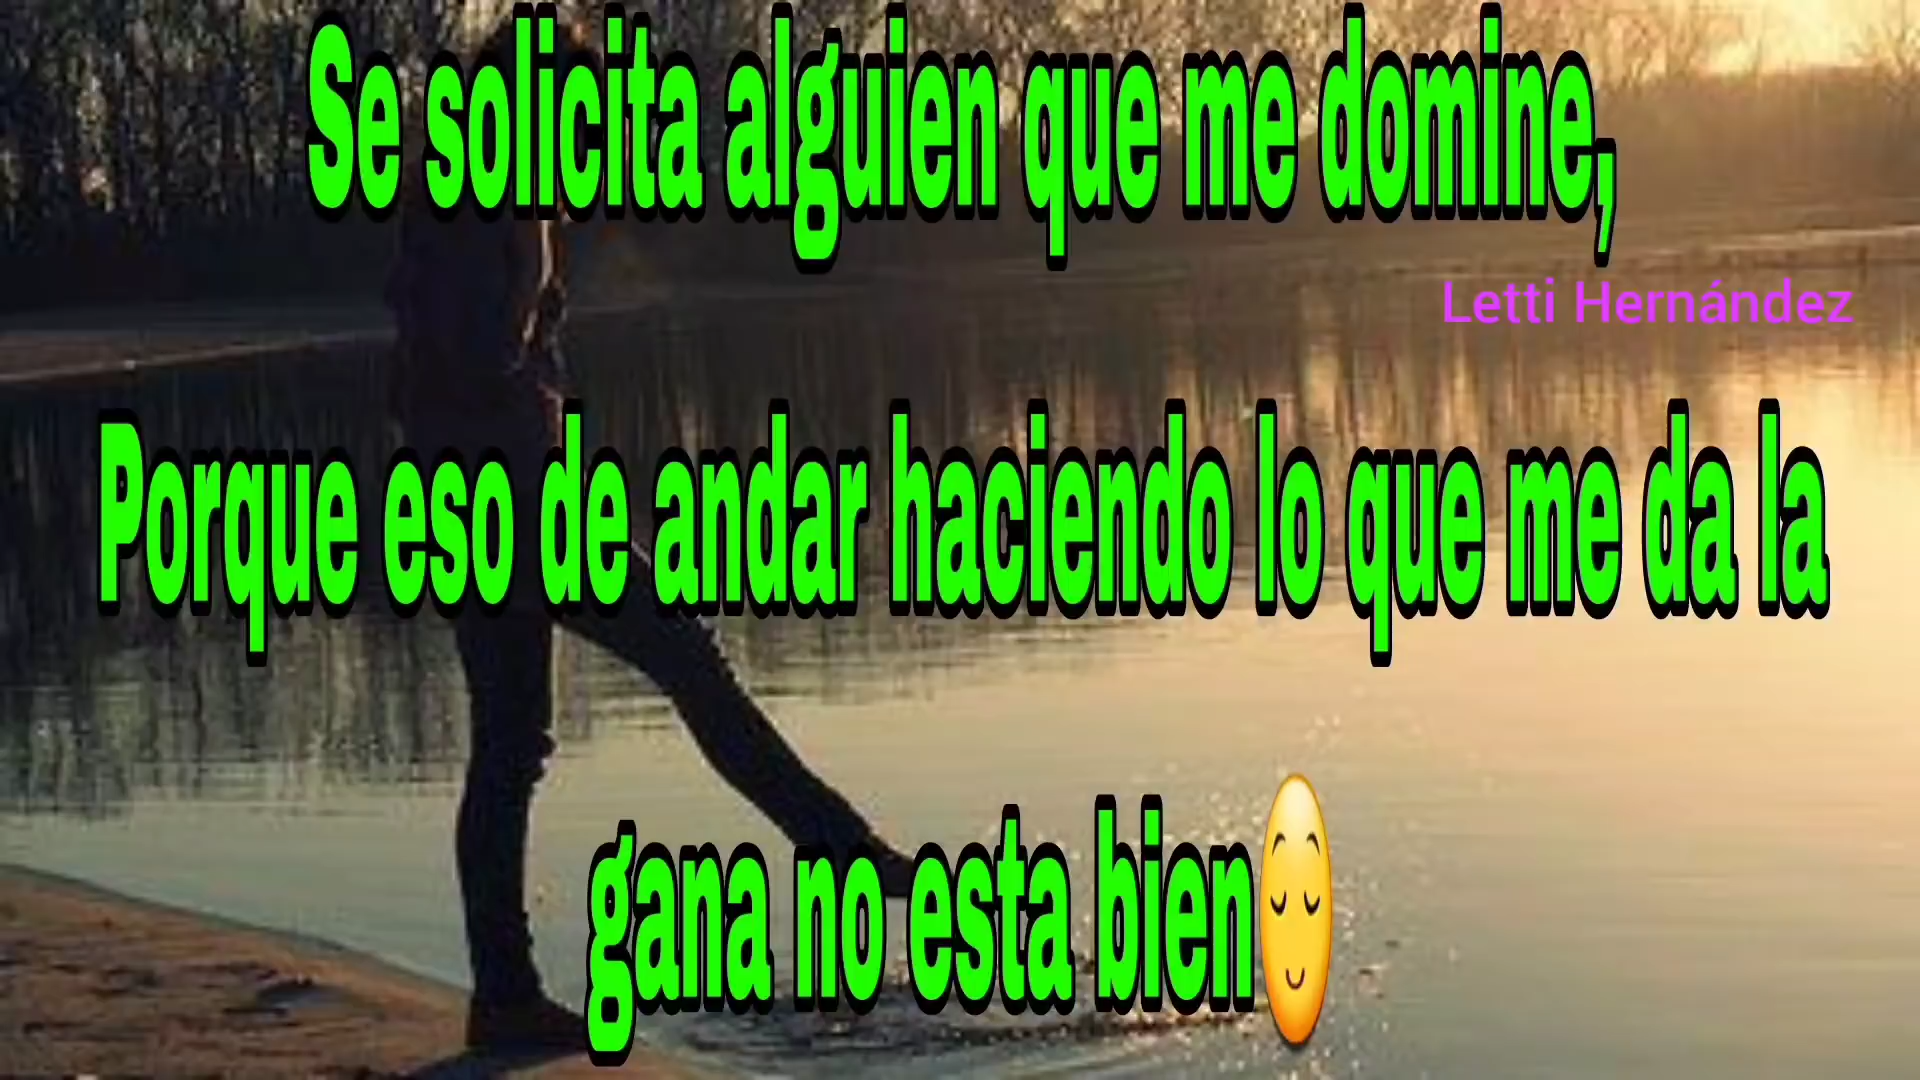 Se solicita alguien que me domine,
Letti Hernández
Porque eso de andar haciendo lo que me da la
gana no esta bien😌